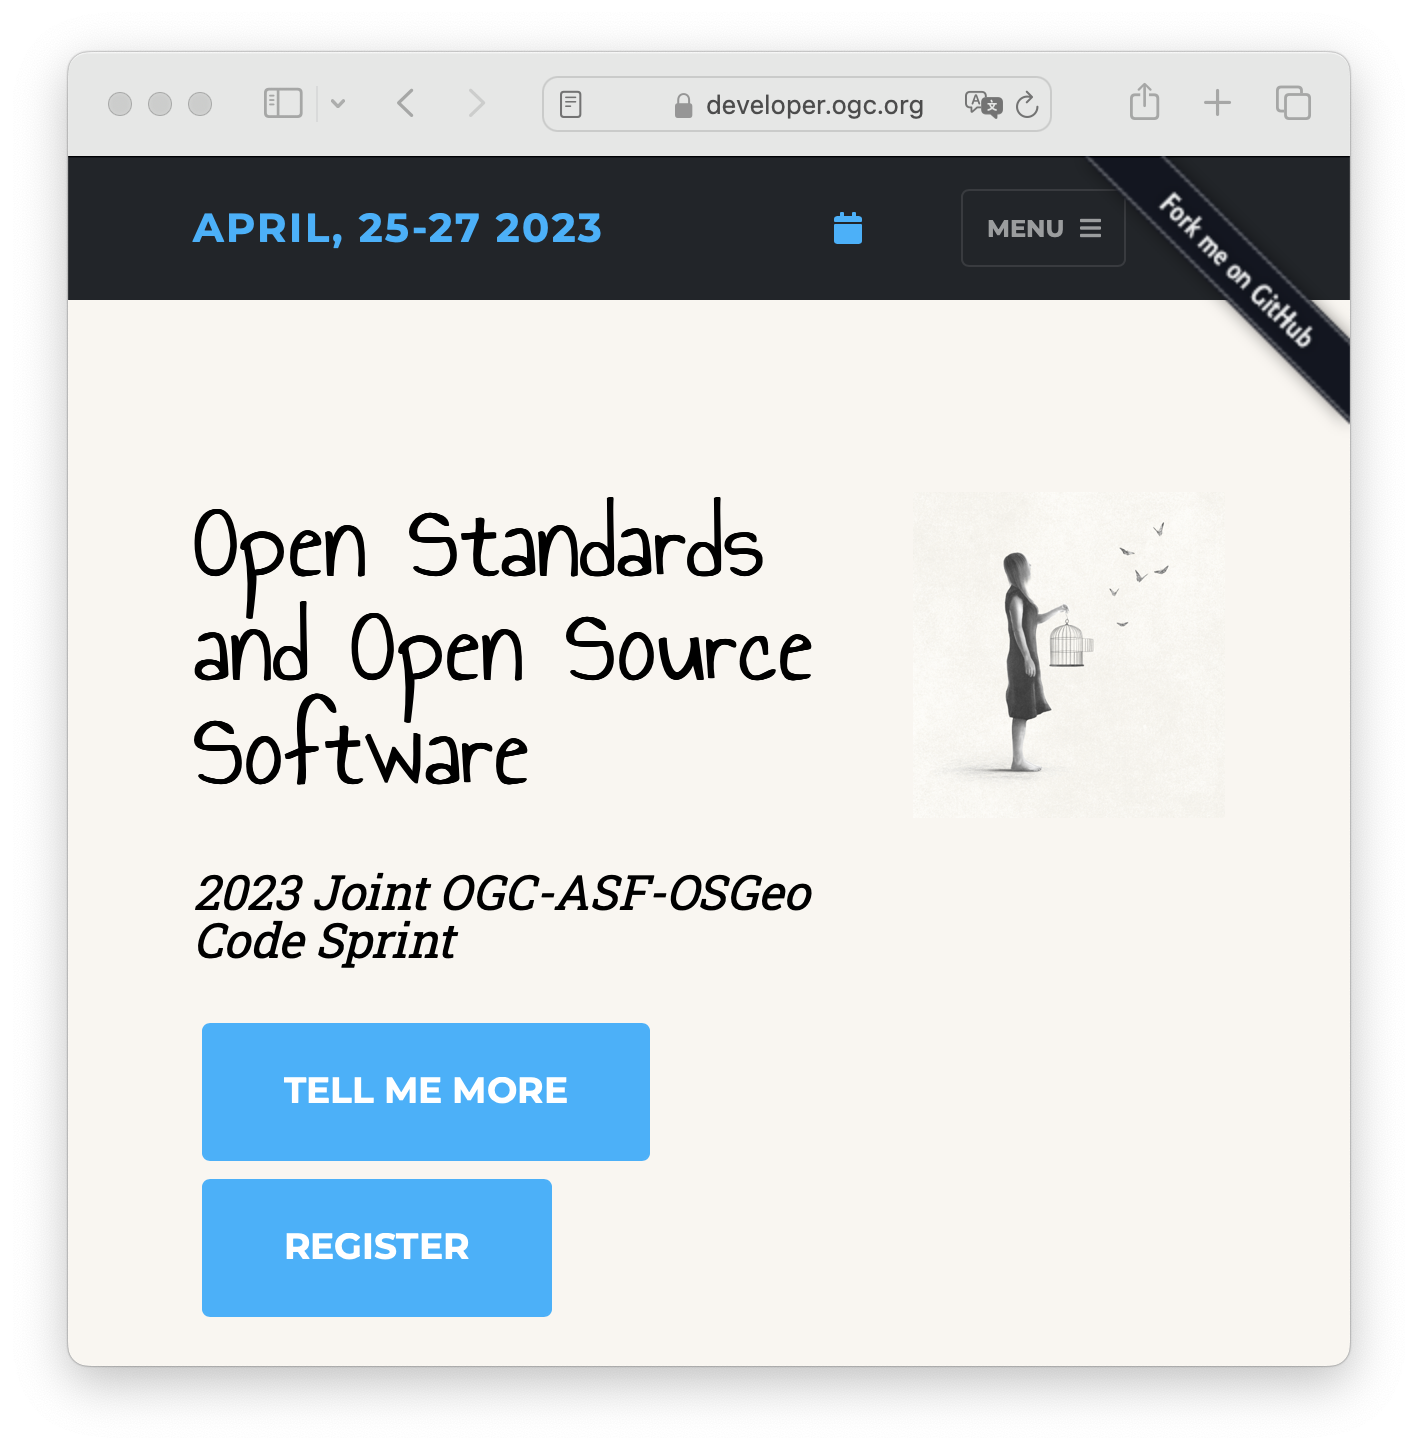 developer.ogc.org
APRIL, 25-27 2023
MENU
Fork me on GitHub
Open Standards
and Open Source
Software
2023 Joint OGC-ASF-OSGeo
Code Sprint
TELL ME MORE
REGISTER